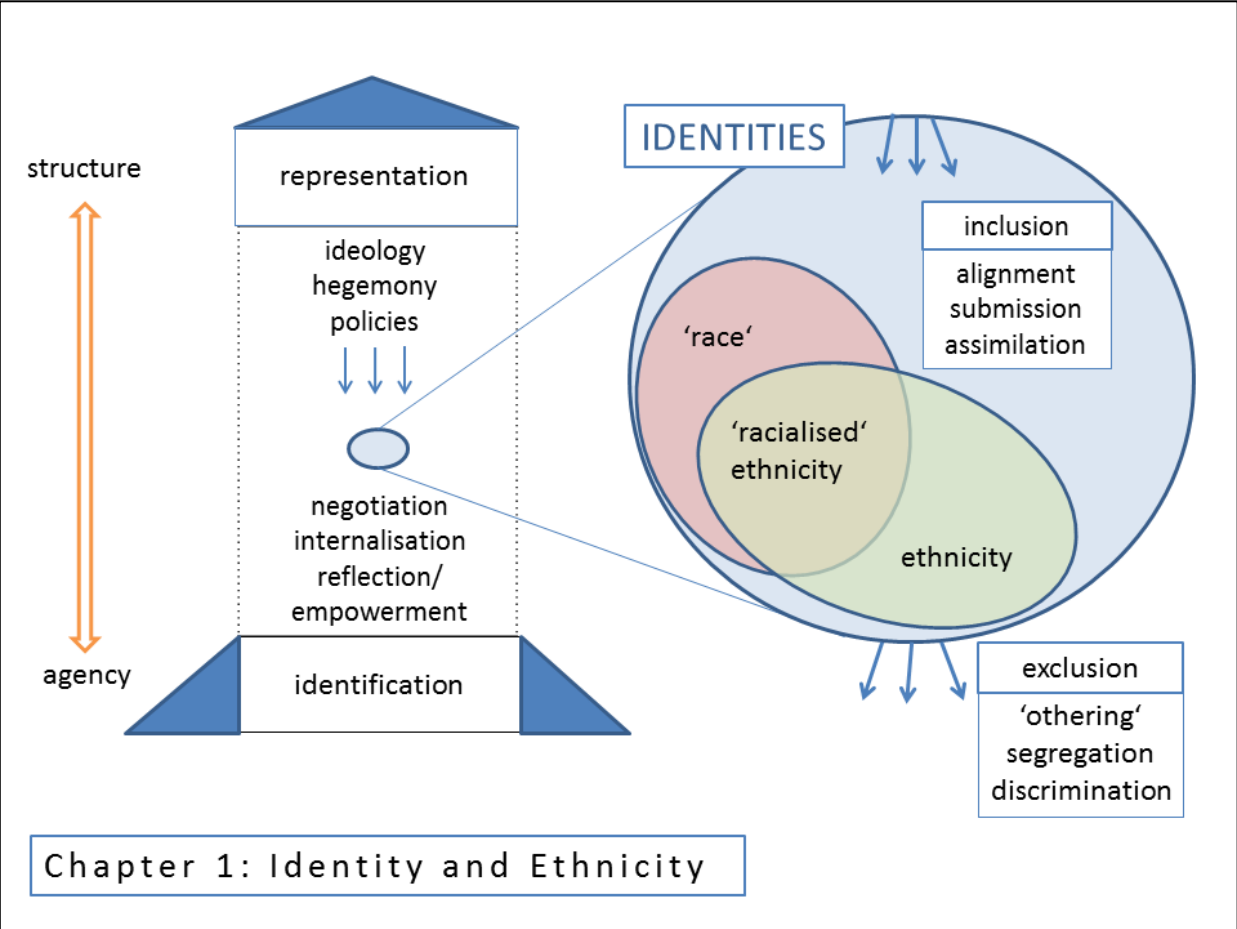 structure
representation
ideology
hegemony
policies
negotiation
internalisation
reflection/
empowerment
agency
identification
IDENTITIES
inclusion
alignment
submission
assimilation
‘race‘
‘racialised‘
ethnicity
ethnicity
exclusion
‘othering‘
segregation
discrimination
Chapter 1: Identity and Ethnicity